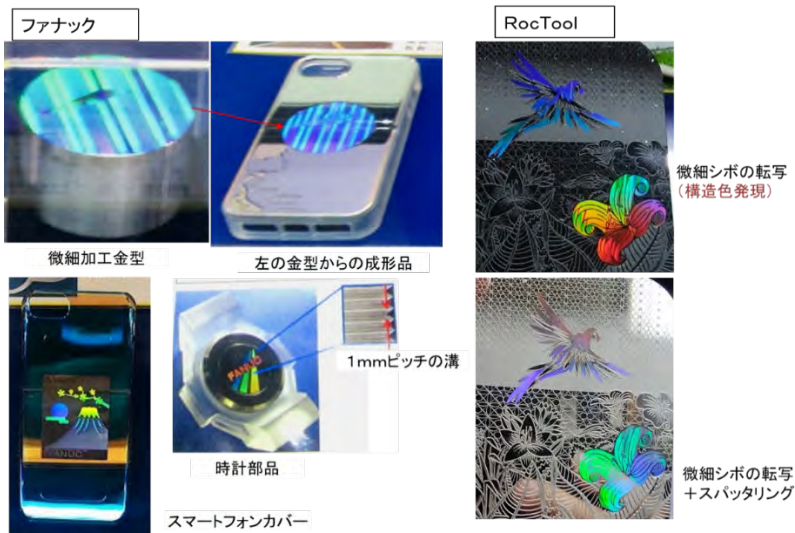 ファナック
RocTool
微細加工金型
左の金型からの成形品
微細シボの転写
(構造色発現)
FANUC
1mmピッチの溝
時計部品
ANUC
スマートフォンカバー
微細シボの転写
+スパッタリング